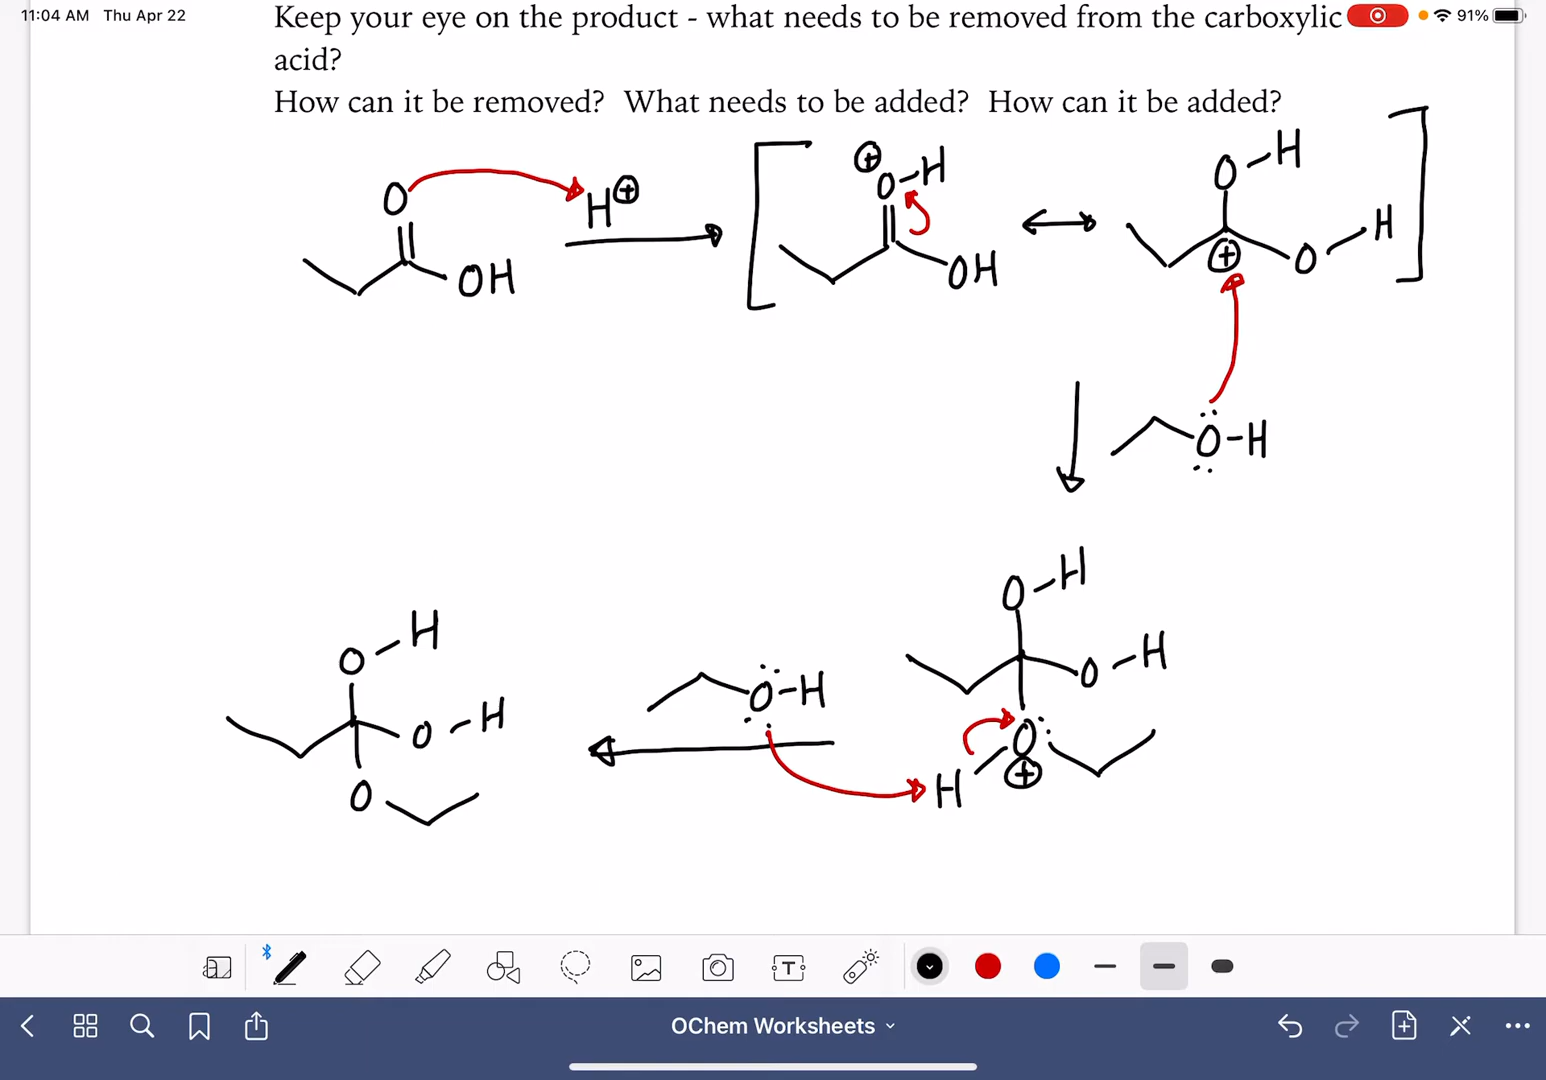 11:04 AM Thu Apr 22
91%
Keep your eye on the product - what needs to be removed from the carboxylic
acid?
How can it be removed? What needs to be added? How can it be added?
O
OH
H⊕
⊕
O-H
OH
O-H
⊕
O-H
O-H
O-H
O-H
O
H
⊕
O-H
O-H
O-H
O
T
OChem Worksheets